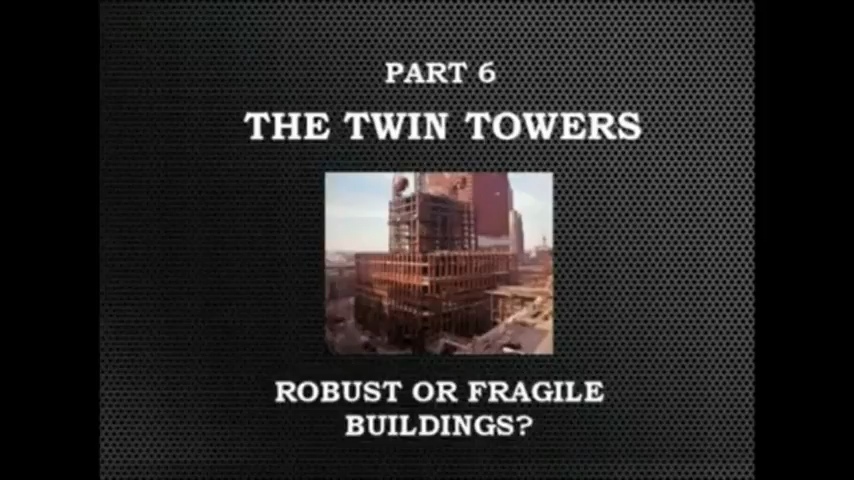 PART 6
THE TWIN TOWERS
ROBUST OR FRAGILE
BUILDINGS?